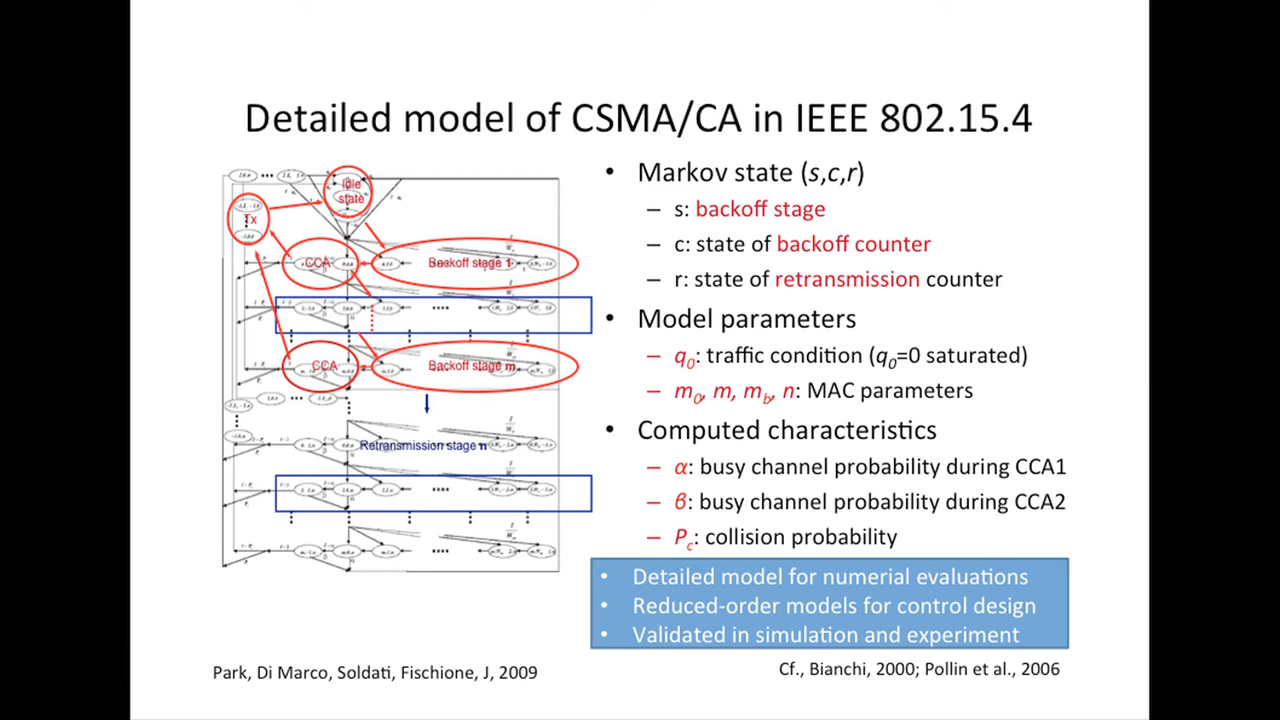 Detailed model of CSMA/CA in IEEE 802.15.4
Idle
state
Tx
CCA
Backoff stage 1
CCA
Backoff stage m
Retransmission stage n
• Markov state (s,c,r)
– s: backoff stage
– c: state of backoff counter
– r: state of retransmission counter
• Model parameters
– q0: traffic condition (q0=0 saturated)
– m0, m, mb, n: MAC parameters
• Computed characteristics
– α: busy channel probability during CCA1
– β: busy channel probability during CCA2
– Pc: collision probability
• Detailed model for numerial evaluations
• Reduced-order models for control design
• Validated in simulation and experiment
Park, Di Marco, Soldati, Fischione, J, 2009
Cf., Bianchi, 2000; Pollin et al., 2006